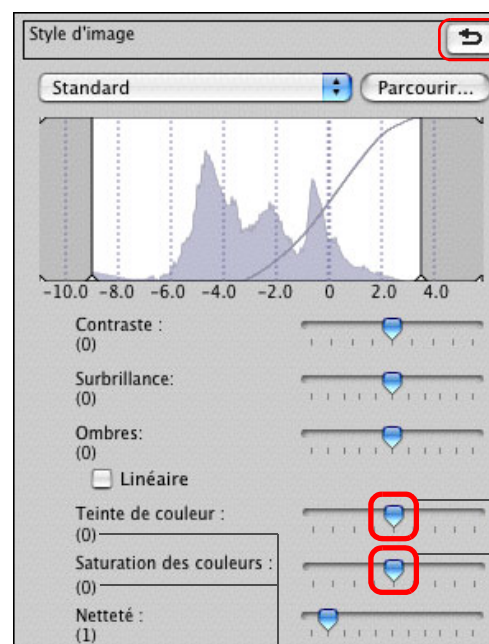 Style d'image
Standard
Parcourir...
-10.0 -8.0 -6.0 -4.0 -2.0 0 2.0 4.0
Contraste :
(0)
Surbrillance:
(0)
Ombres:
(0)
Linéaire
Teinte de couleur :
(0)
Saturation des couleurs :
(0)
Netteté :
(1)